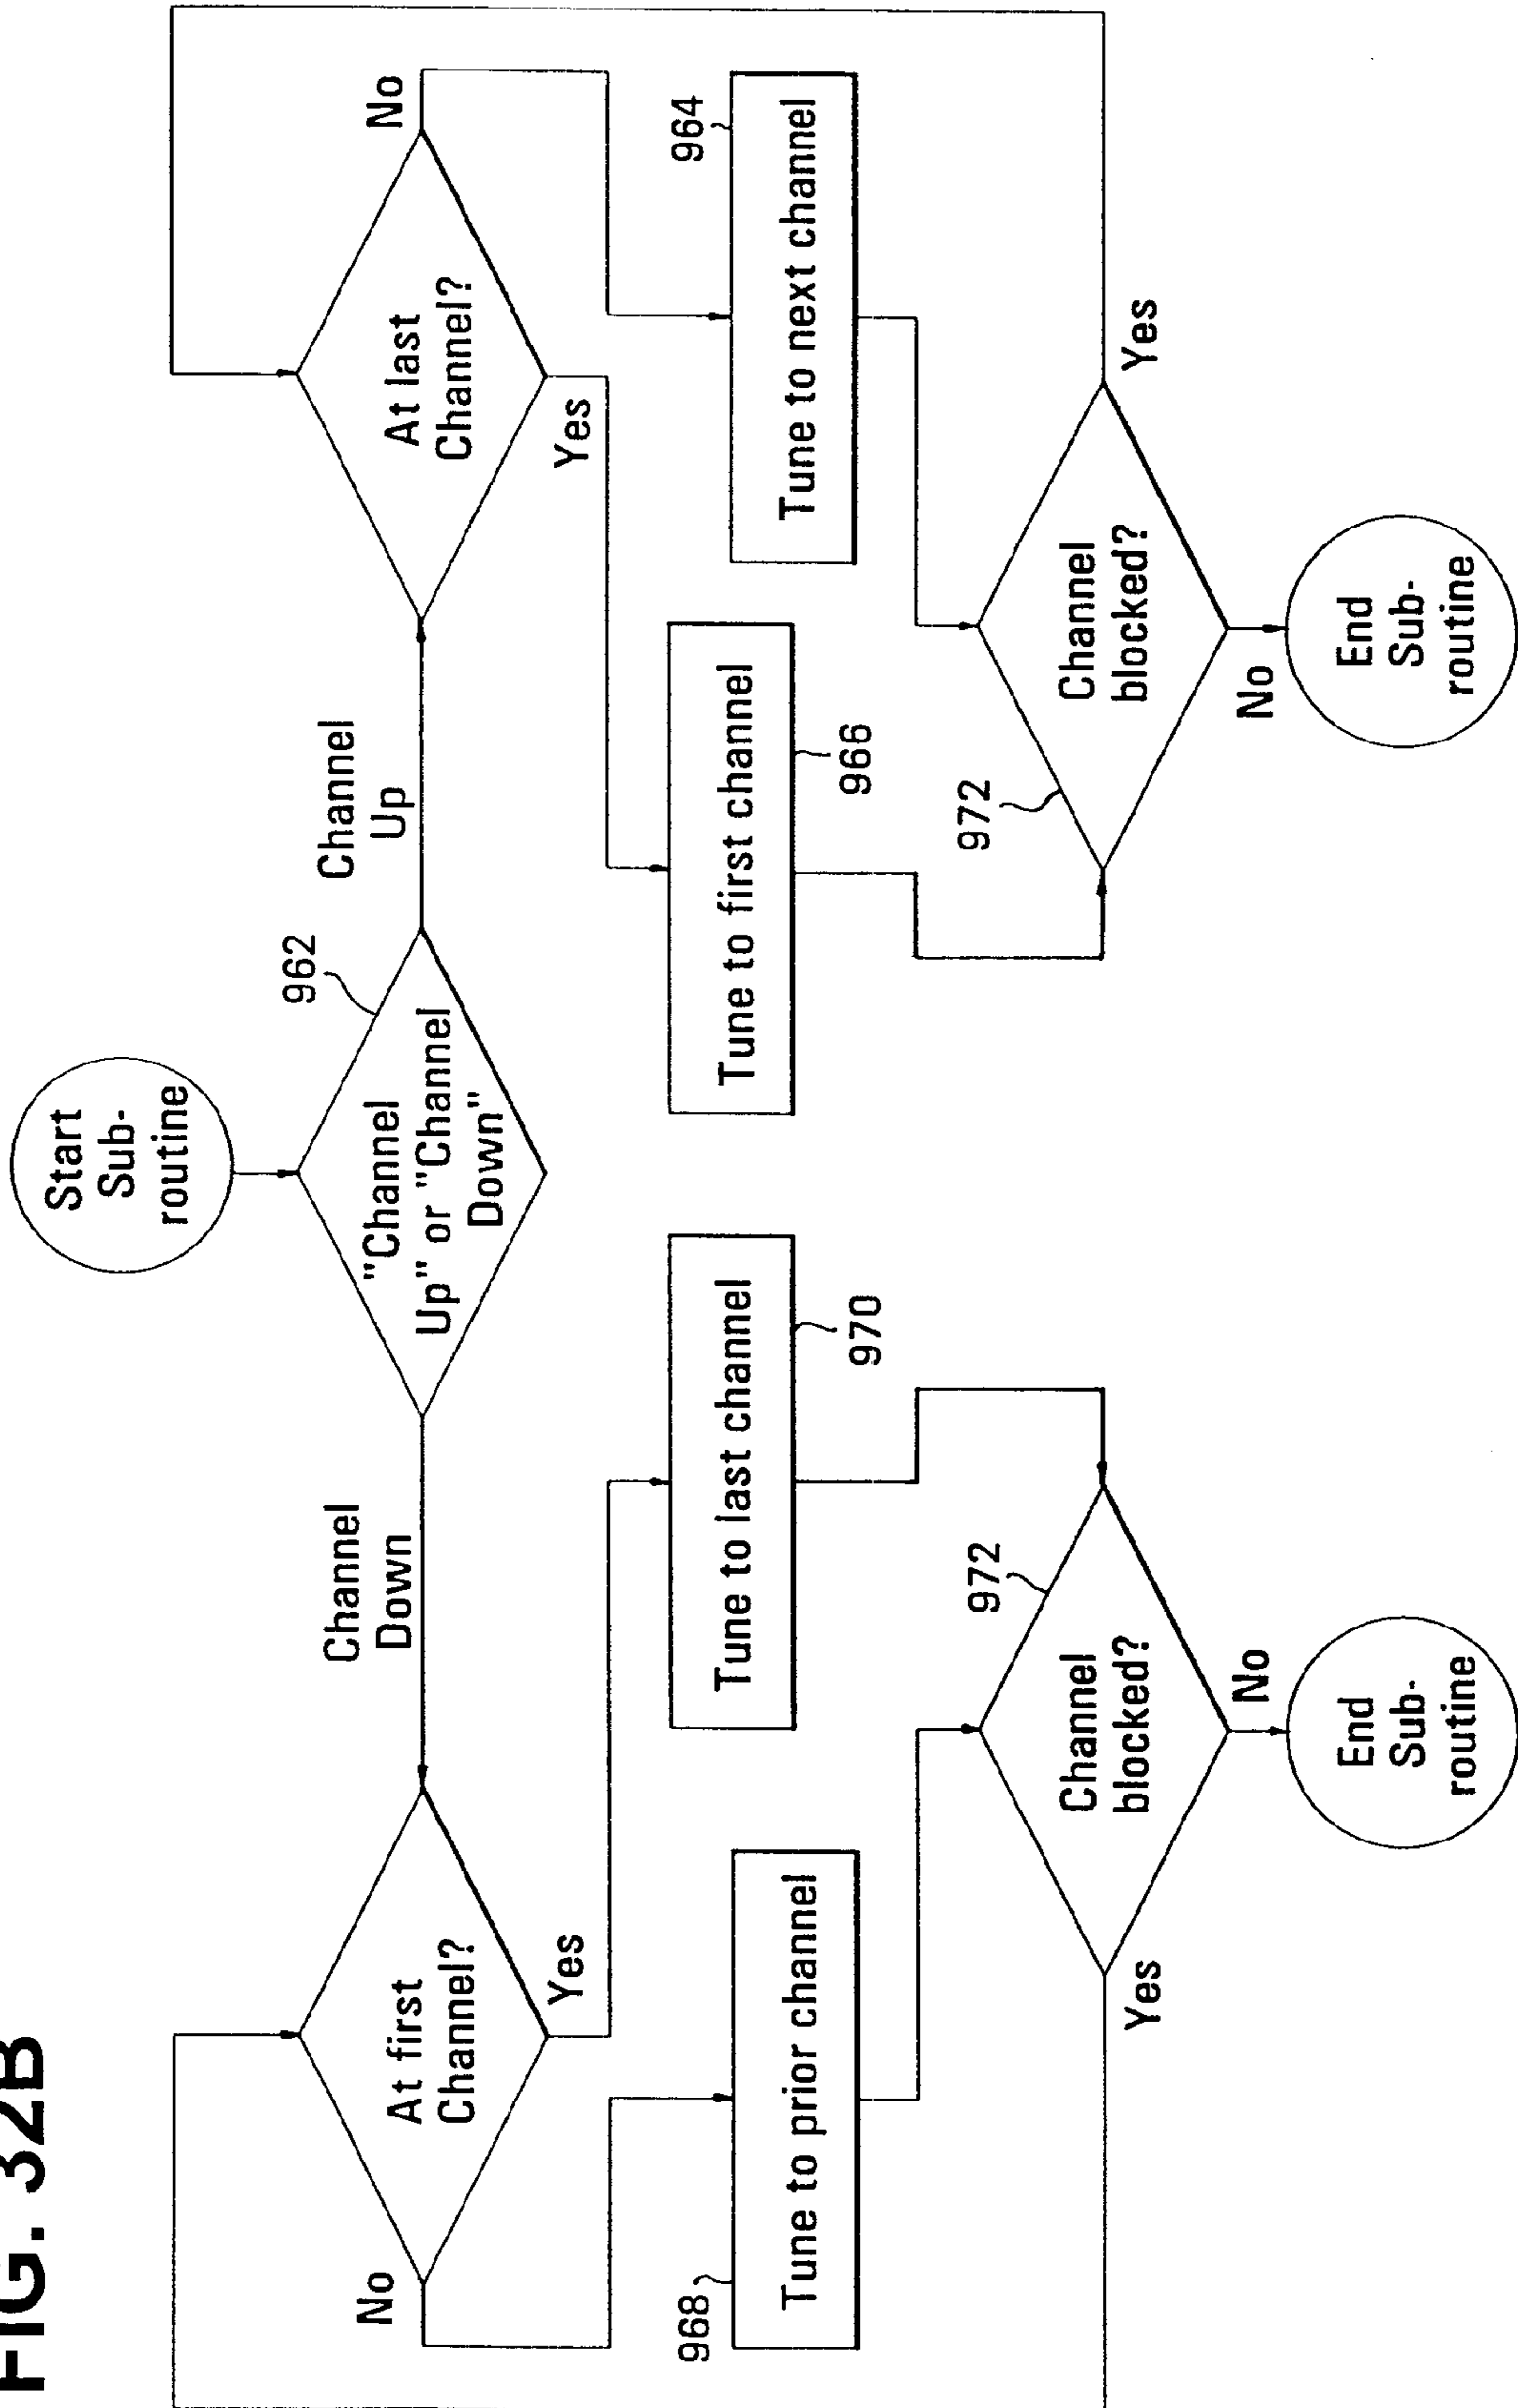 FIG. 32B
Start
Sub-
routine
962
"Channel
Up" or "Channel
Down"
Channel
Down
Channel
Up
At first
Channel?
No
Yes
At last
Channel?
No
Yes
968
Tune to prior channel
Tune to last channel
970
Tune to first channel
966
964
Tune to next channel
972
Channel
blocked?
Yes
No
972
Channel
blocked?
Yes
No
End
Sub-
routine
End
Sub-
routine